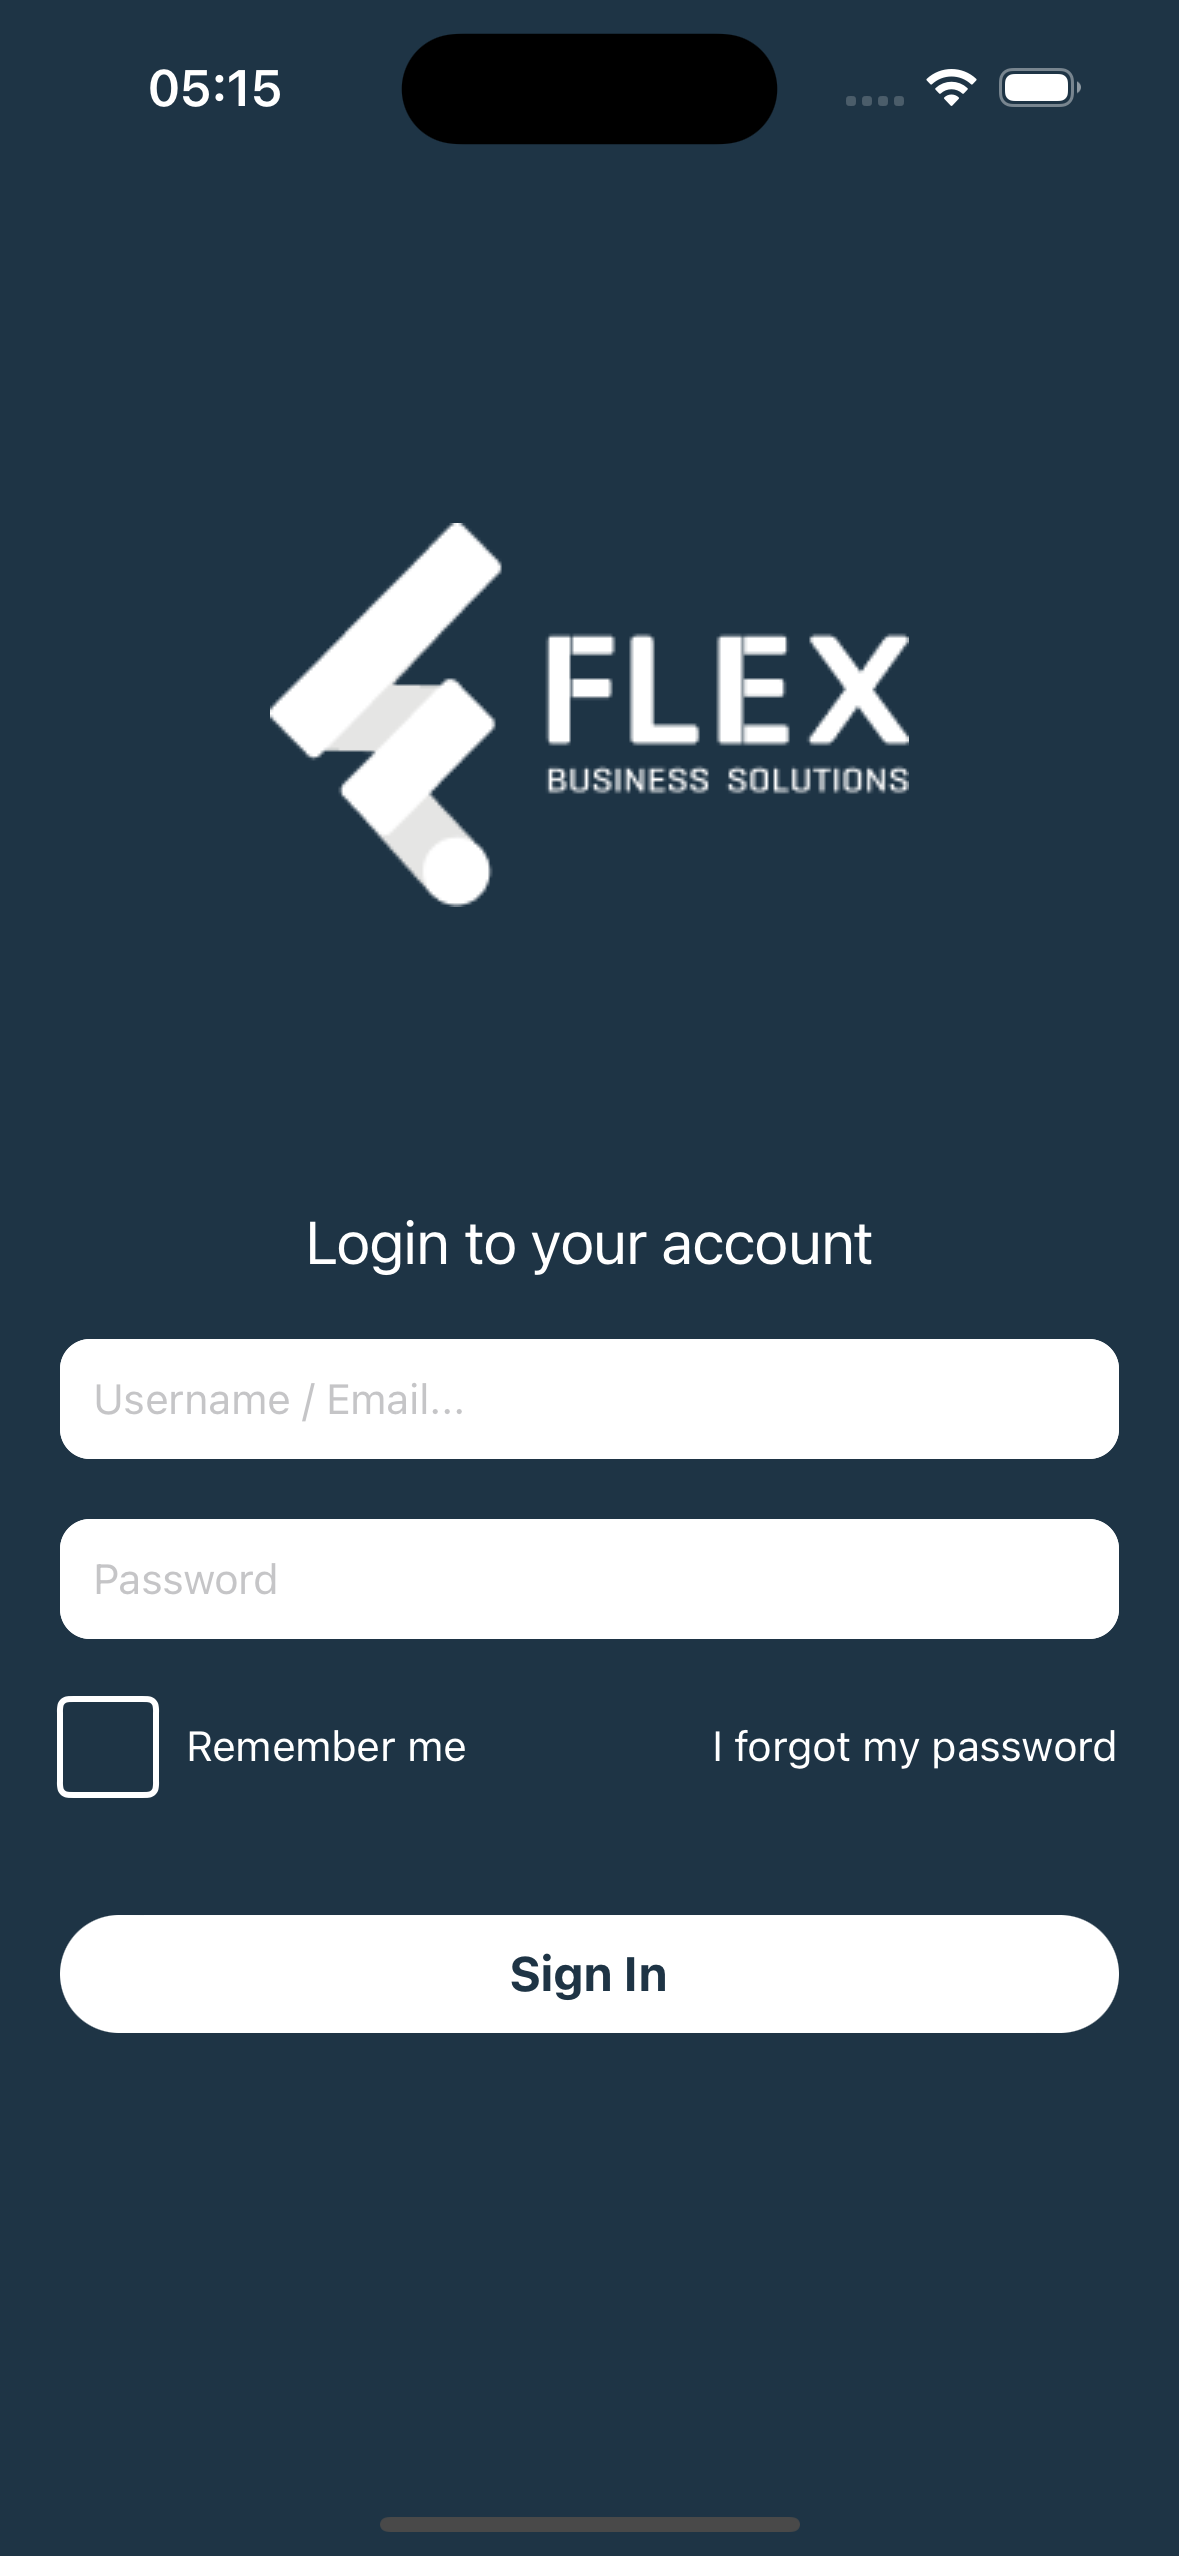 05:15
FLEX
BUSINESS SOLUTIONS
Login to your account
Username / Email...
Password
Remember me
I forgot my password
Sign In